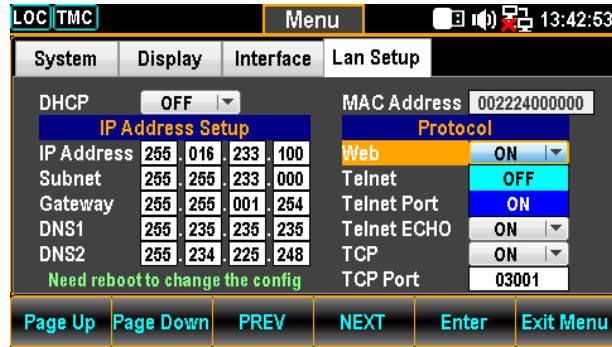 LOC TMC Menu 13:42:53
System Display Interface Lan Setup
DHCP OFF MAC Address 002224000000
IP Address Setup Protocol
IP Address 255 . 016 . 233 . 100 Web ON
Subnet 255 . 255 . 233 . 000 Telnet OFF
Gateway 255 . 255 . 001 . 254 Telnet Port ON
DNS1 255 . 235 . 235 . 235 Telnet ECHO ON
DNS2 255 . 234 . 225 . 248 TCP ON
Need reboot to change the config TCP Port 03001
Page Up Page Down PREV NEXT Enter Exit Menu